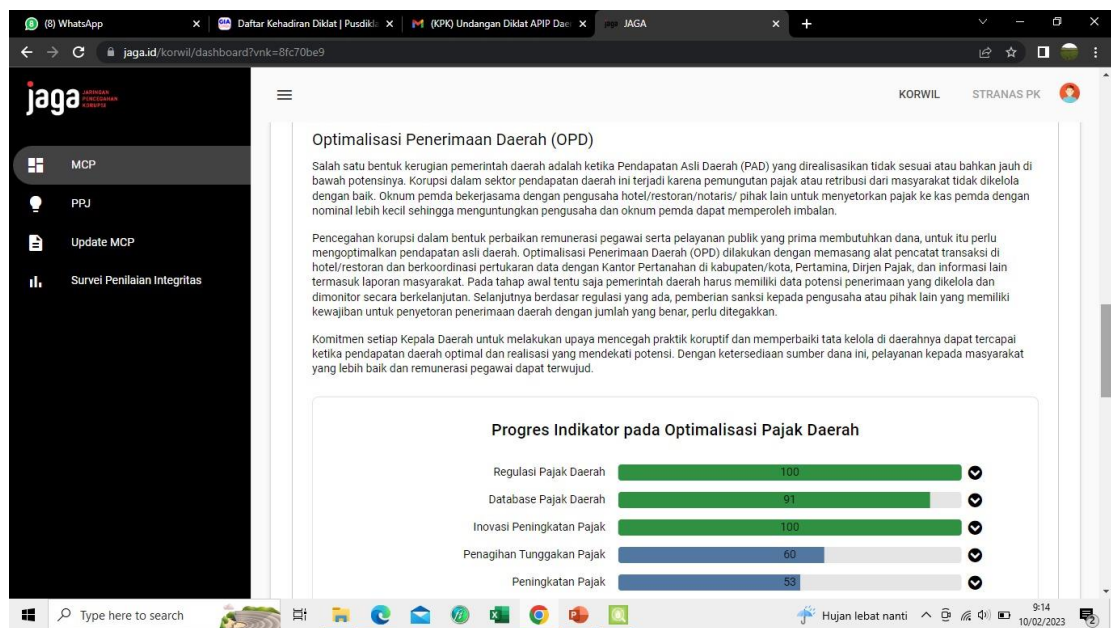 (8) WhatsApp
Daftar Kehadiran Diklat | Pusdikla
(KPK) Undangan Diklat APIP Dae
JAGA
jaga.id/korwil/dashboard?vnk=8fc70be9
jaga JARINGAN
PENCEGAHAN
KORUPSI
KORWIL
STRANAS PK
MCP
PPJ
Update MCP
Survei Penilaian Integritas
Optimalisasi Penerimaan Daerah (OPD)
Salah satu bentuk kerugian pemerintah daerah adalah ketika Pendapatan Asli Daerah (PAD) yang direalisasikan tidak sesuai atau bahkan jauh di
bawah potensinya. Korupsi dalam sektor pendapatan daerah ini terjadi karena pemungutan pajak atau retribusi dari masyarakat tidak dikelola
dengan baik. Oknum pemda bekerjasama dengan pengusaha hotel/restoran/notaris/ pihak lain untuk menyetorkan pajak ke kas pemda dengan
nominal lebih kecil sehingga menguntungkan pengusaha dan oknum pemda dapat memperoleh imbalan.
Pencegahan korupsi dalam bentuk perbaikan remunerasi pegawai serta pelayanan publik yang prima membutuhkan dana, untuk itu perlu
mengoptimalkan pendapatan asli daerah. Optimalisasi Penerimaan Daerah (OPD) dilakukan dengan memasang alat pencatat transaksi di
hotel/restoran dan berkoordinasi pertukaran data dengan Kantor Pertanahan di kabupaten/kota, Pertamina, Dirjen Pajak, dan informasi lain
termasuk laporan masyarakat. Pada tahap awal tentu saja pemerintah daerah harus memiliki data potensi penerimaan yang dikelola dan
dimonitor secara berkelanjutan. Selanjutnya berdasar regulasi yang ada, pemberian sanksi kepada pengusaha atau pihak lain yang memiliki
kewajiban untuk penyetoran penerimaan daerah dengan jumlah yang benar, perlu ditegakkan.
Komitmen setiap Kepala Daerah untuk melakukan upaya mencegah praktik koruptif dan memperbaiki tata kelola di daerahnya dapat tercapai
ketika pendapatan daerah optimal dan realisasi yang mendekati potensi. Dengan ketersediaan sumber dana ini, pelayanan kepada masyarakat
yang lebih baik dan remunerasi pegawai dapat terwujud.
Progres Indikator pada Optimalisasi Pajak Daerah
Regulasi Pajak Daerah 100
Database Pajak Daerah 91
Inovasi Peningkatan Pajak 100
Penagihan Tunggakan Pajak 60
Peningkatan Pajak 53
Type here to search
Hujan lebat nanti
9:14
10/02/2023
2